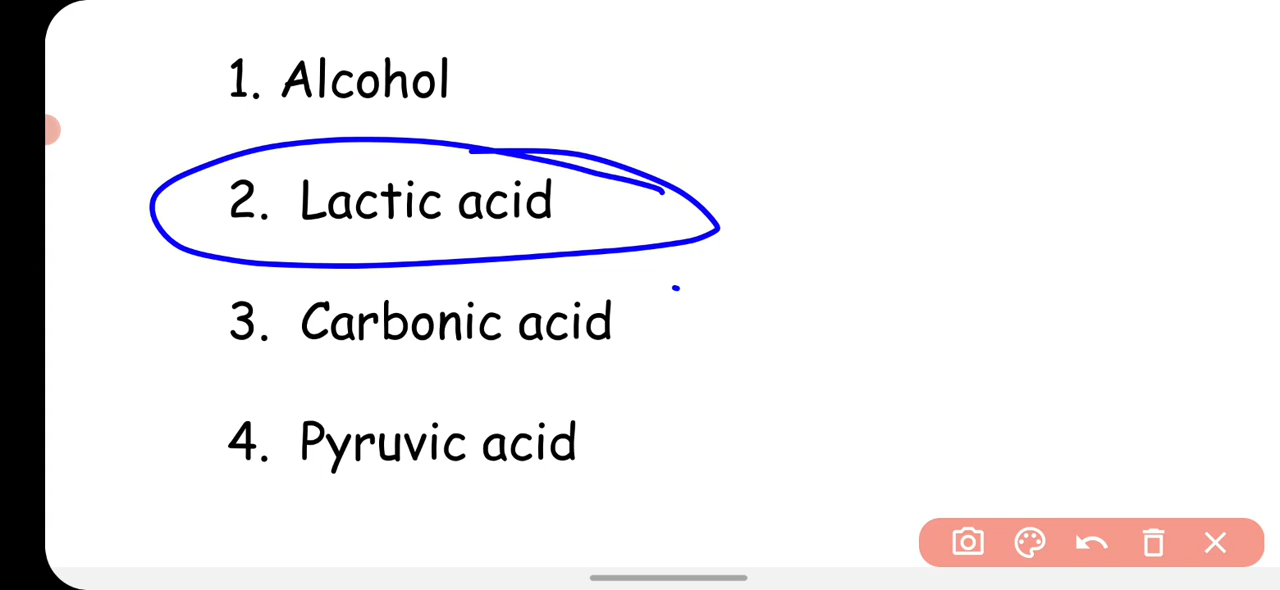 1. Alcohol
2. Lactic acid
3. Carbonic acid
4. Pyruvic acid